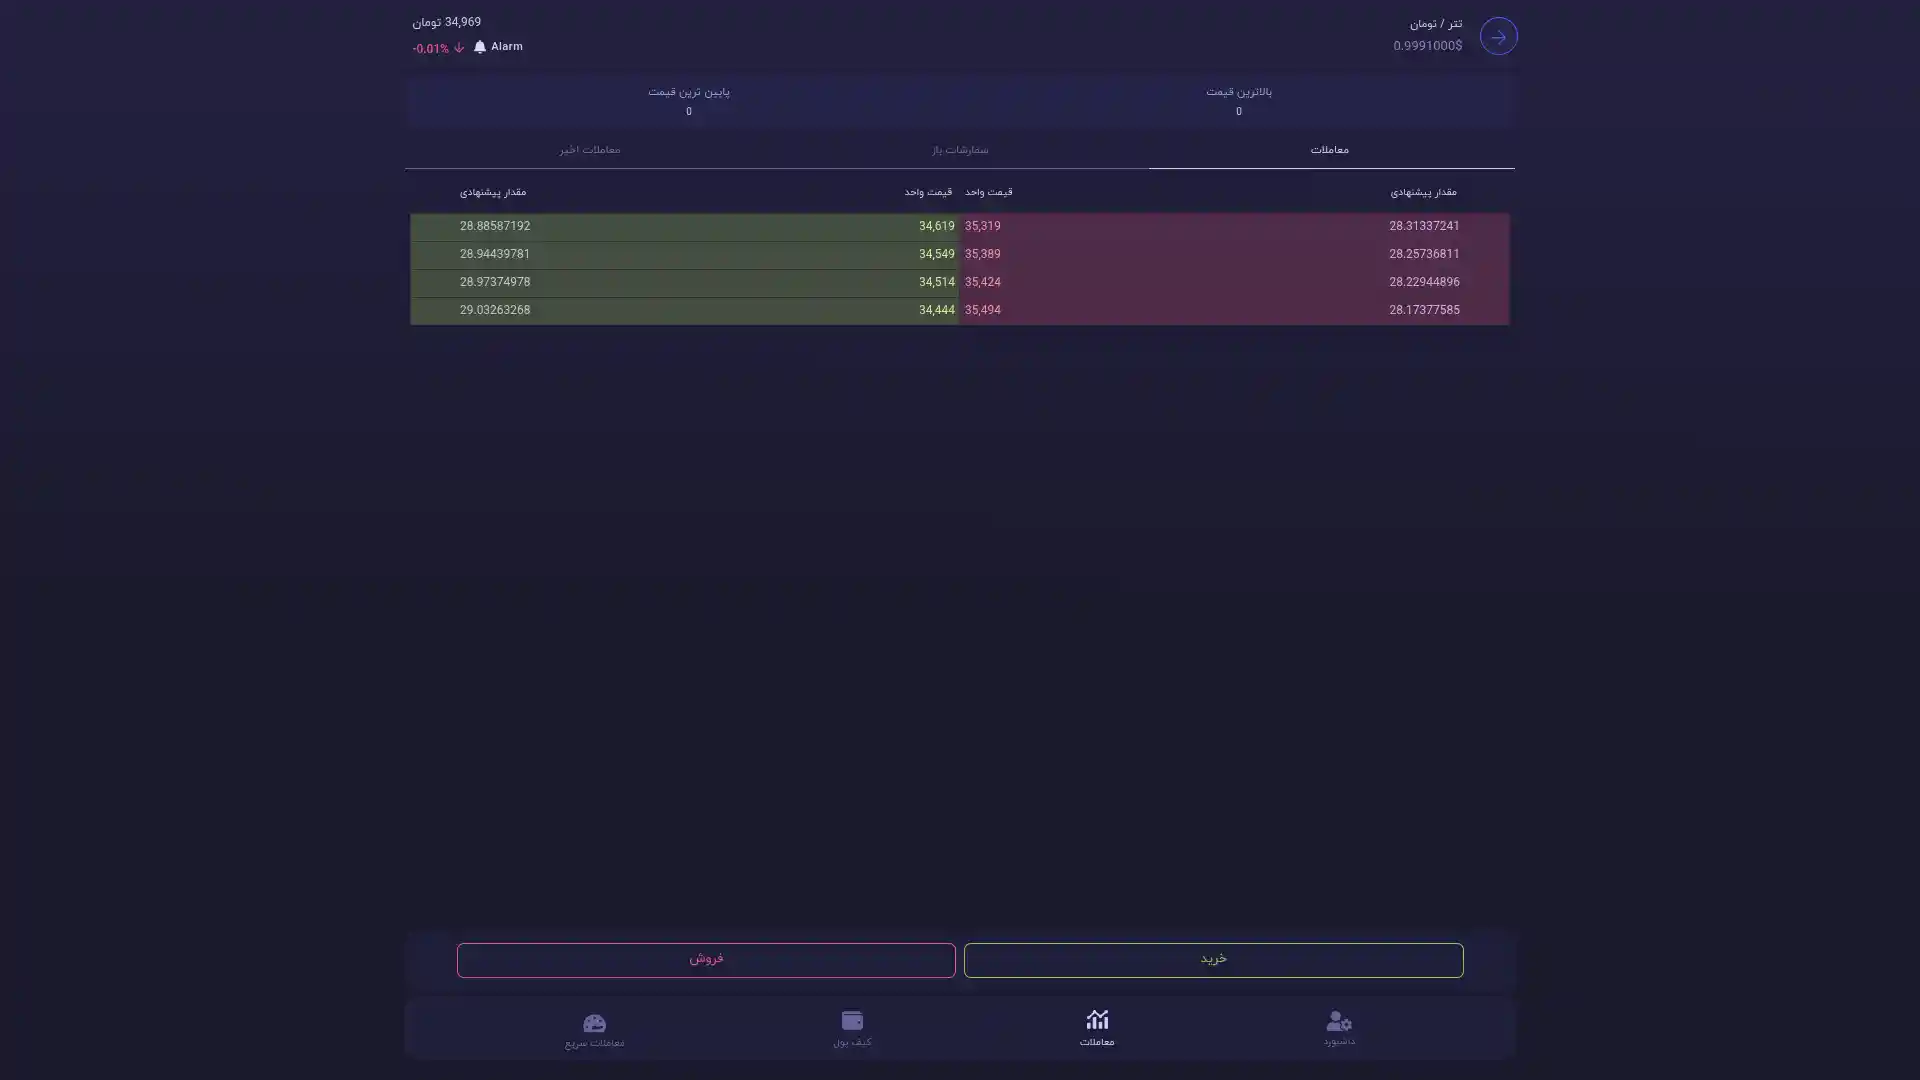 تتر / تومان
0.9991000$
34,969 تومان
-0.01% Alarm
بالاترین قیمت
0
پایین ترین قیمت
0
معاملات
سفارشات باز
معاملات اخیر
مقدار پیشنهادی قیمت واحد قیمت واحد مقدار پیشنهادی
28.31337241 35,319 34,619 28.88587192
28.25736811 35,389 34,549 28.94439781
28.22944896 35,424 34,514 28.97374978
28.17377585 35,494 34,444 29.03263268
خرید
فروش
داشبورد
معاملات
کیف پول
معاملات سریع